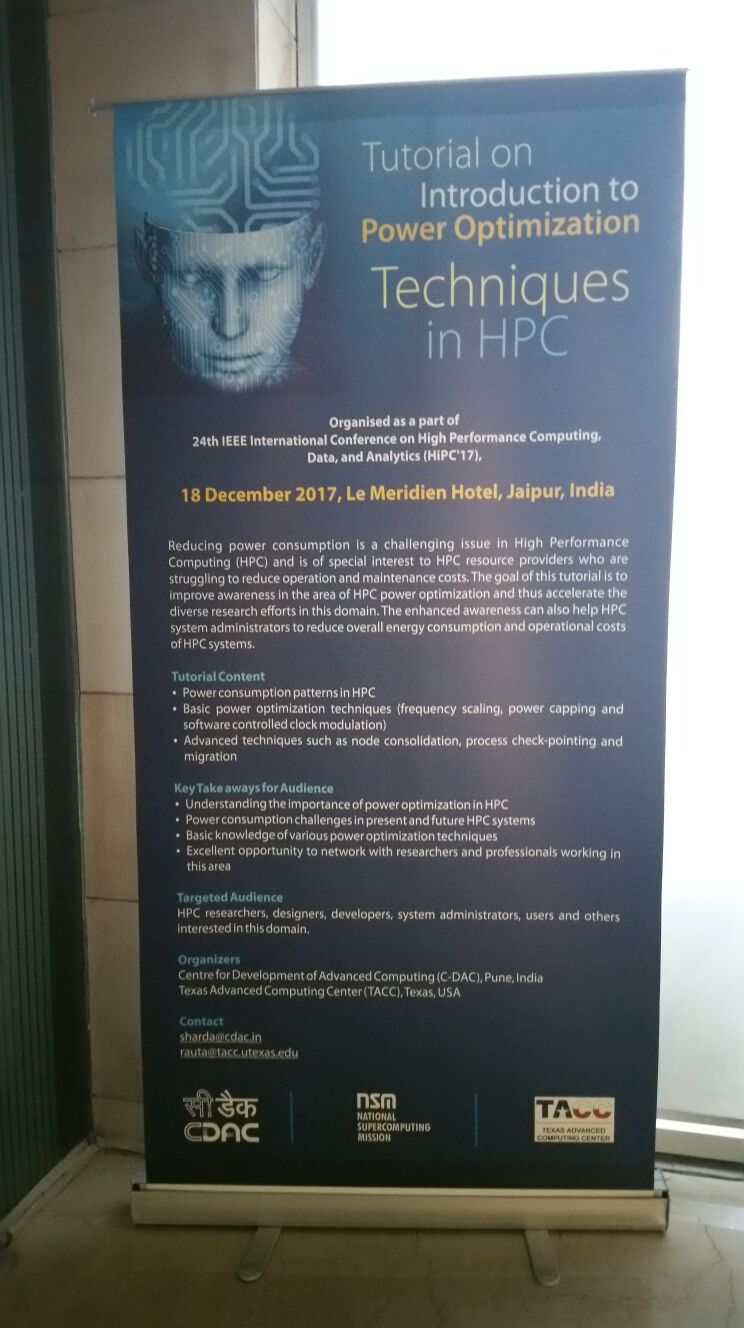 Tutorial on
Introduction to
Power Optimization
Techniques
in HPC
Organised as a part of
24th IEEE International Conference on High Performance Computing,
Data, and Analytics (HiPC'17),
18 December 2017, Le Meridien Hotel, Jaipur, India
Reducing power consumption is a challenging issue in High Performance
Computing (HPC) and is of special interest to HPC resource providers who are
struggling to reduce operation and maintenance costs. The goal of this tutorial is to
improve awareness in the area of HPC power optimization and thus accelerate the
diverse research efforts in this domain. The enhanced awareness can also help HPC
system administrators to reduce overall energy consumption and operational costs
of HPC systems.
Tutorial Content
• Power consumption patterns in HPC
• Basic power optimization techniques (frequency scaling, power capping and
software controlled clock modulation)
• Advanced techniques such as node consolidation, process check-pointing and
migration
Key Take aways for Audience
• Understanding the importance of power optimization in HPC
• Power consumption challenges in present and future HPC systems
• Basic knowledge of various power optimization techniques
• Excellent opportunity to network with researchers and professionals working in
this area
Targeted Audience
HPC researchers, designers, developers, system administrators, users and others
interested in this domain.
Organizers
Centre for Development of Advanced Computing (C-DAC), Pune, India
Texas Advanced Computing Center (TACC), Texas, USA
Contact
sharda@cdac.in
rauta@tacc.utexas.edu
सी डैक
CDAC
nsm
NATIONAL
SUPERCOMPUTING
MISSION
TACC
TEXAS ADVANCED
COMPUTING CENTER